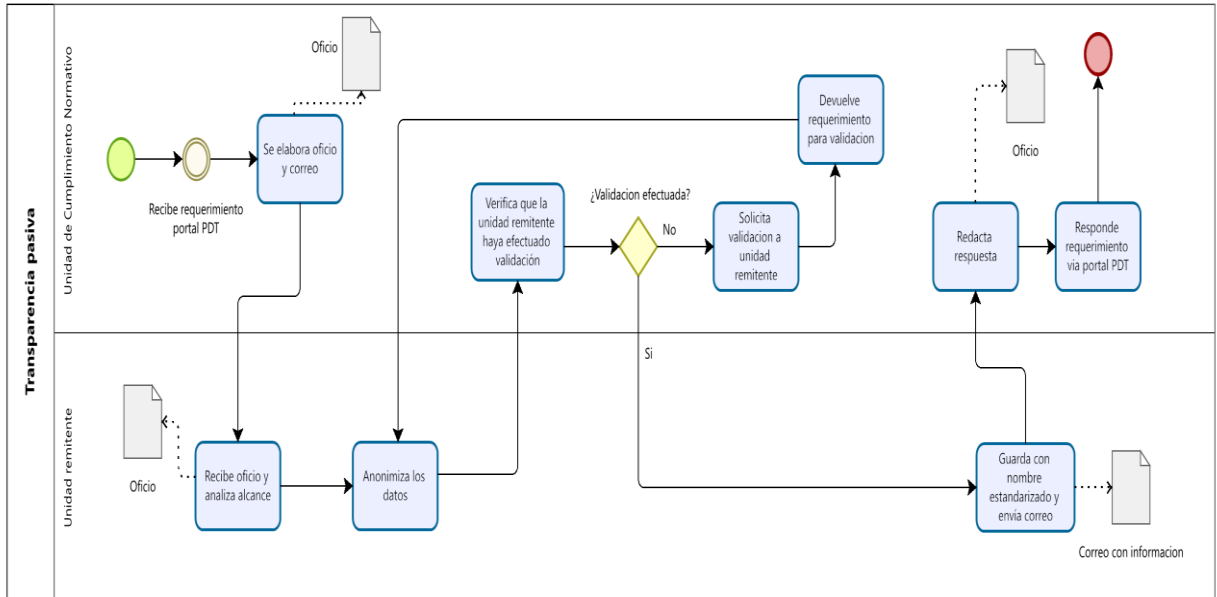 Transparencia pasiva
Unidad de Cumplimiento Normativo
Oficio
Se elabora oficio
y correo
Recibe requerimiento
portal PDT
Verifica que la
unidad remitente
haya efectuado
validación
¿Validacion efectuada?
No
Si
Solicita
validacion a
unidad
remitente
Devuelve
requerimiento
para validacion
Oficio
Redacta
respuesta
Responde
requerimiento
via portal PDT
Unidad remitente
Oficio
Recibe oficio y
analiza alcance
Anonimiza los
datos
Guarda con
nombre
estandarizado y
envía correo
Correo con informacion